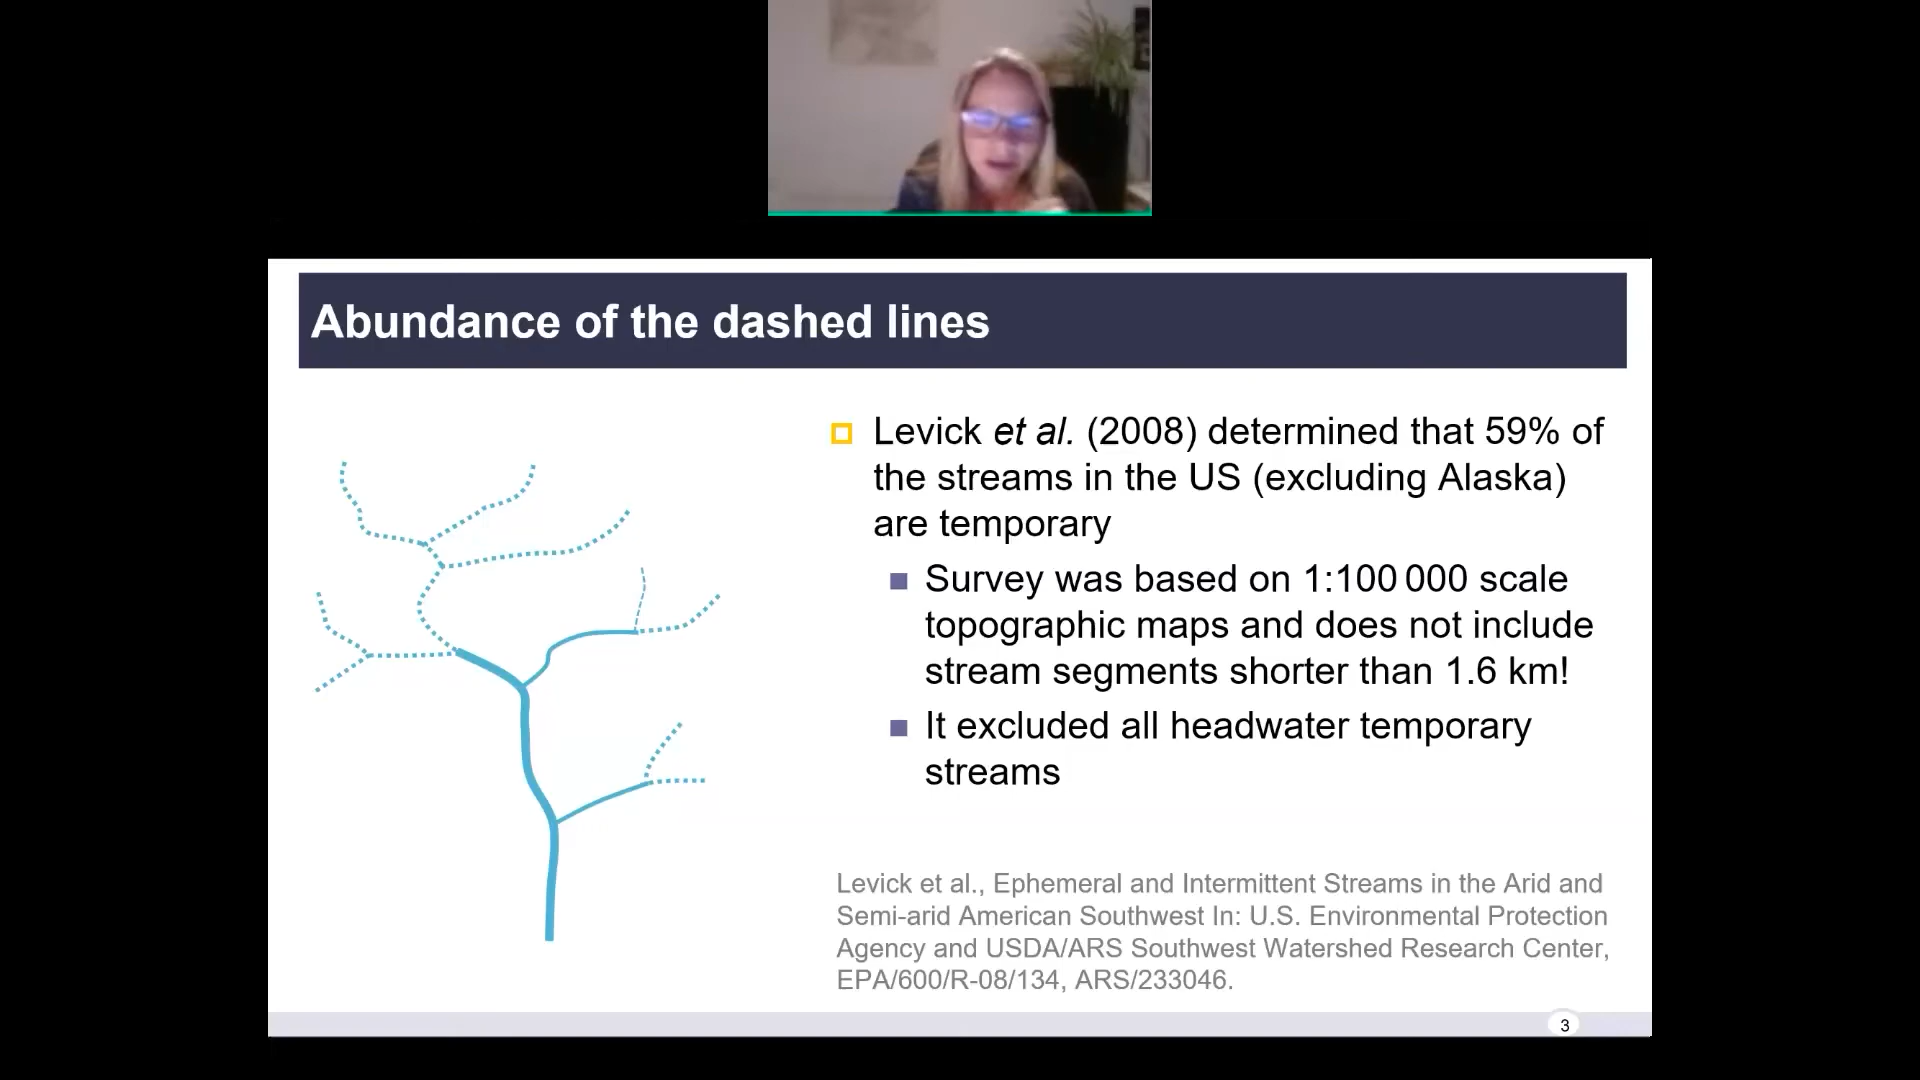 Abundance of the dashed lines
Levick et al. (2008) determined that 59% of
the streams in the US (excluding Alaska)
are temporary
Survey was based on 1:100 000 scale
topographic maps and does not include
stream segments shorter than 1.6 km!
It excluded all headwater temporary
streams
Levick et al., Ephemeral and Intermittent Streams in the Arid and
Semi-arid American Southwest In: U.S. Environmental Protection
Agency and USDA/ARS Southwest Watershed Research Center,
EPA/600/R-08/134, ARS/233046.
3